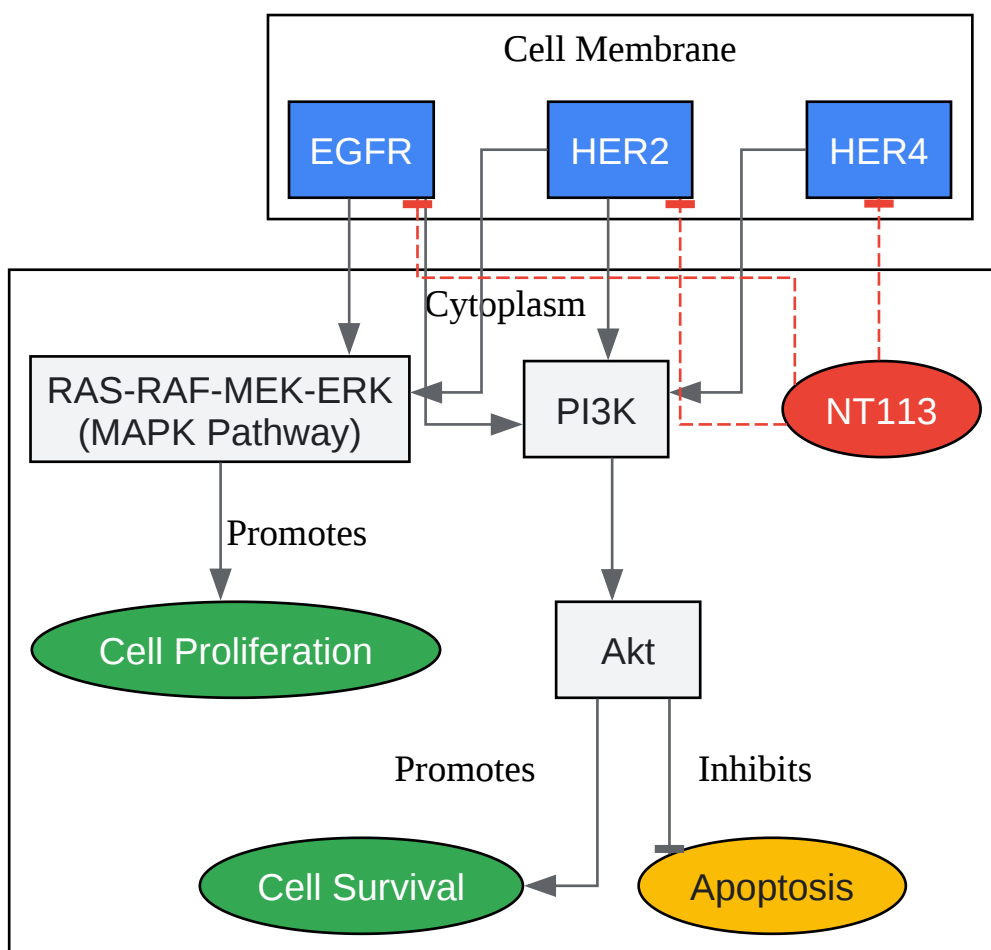 Cell Membrane
EGFR
HER2
HER4
Cytoplasm
RAS-RAF-MEK-ERK
(MAPK Pathway)
PI3K
NT113
Promotes
Cell Proliferation
Akt
Promotes
Inhibits
Cell Survival
Apoptosis